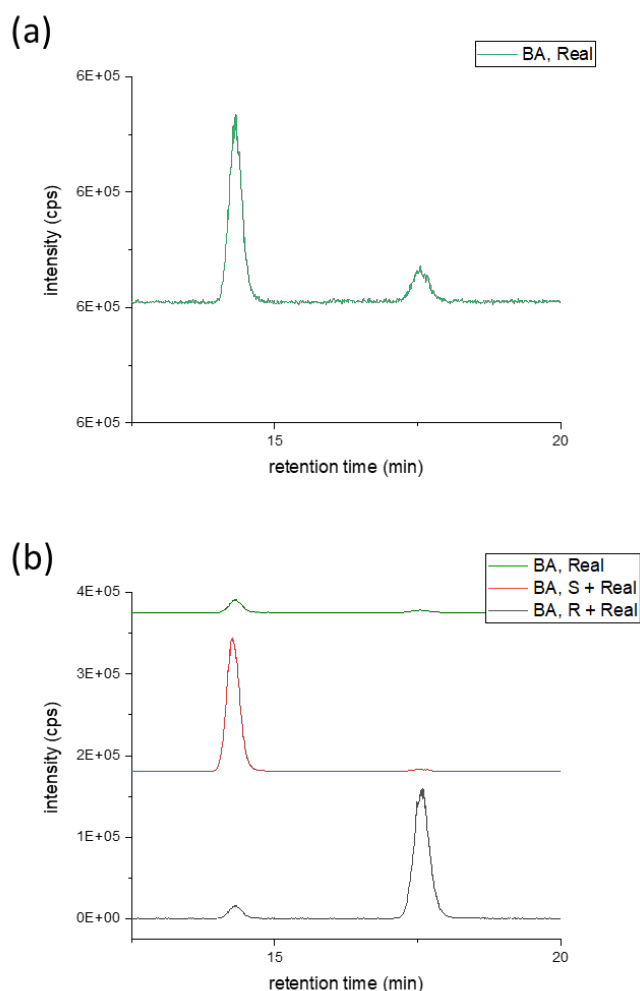 (a)
BA, Real
6E+05
6E+05
6E+05
6E+05
intensity (cps)
15
20
retention time (min)
(b)
BA, Real
BA, S + Real
BA, R + Real
4E+05
3E+05
2E+05
1E+05
0E+00
intensity (cps)
15
20
retention time (min)